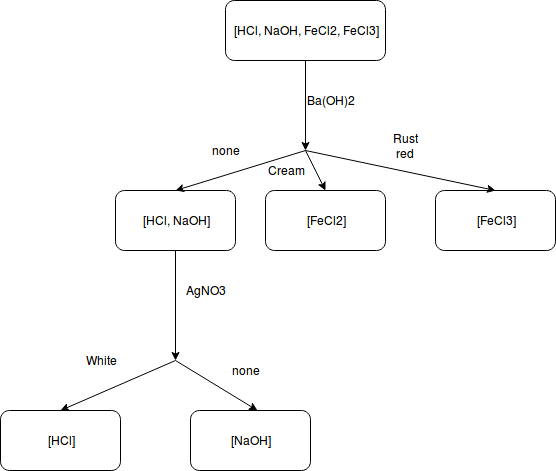 [HCl, NaOH, FeCl2, FeCl3]
Ba(OH)2
none
Cream
Rust
red
[HCl, NaOH]
[FeCl2]
[FeCl3]
AgNO3
White
none
[HCl]
[NaOH]